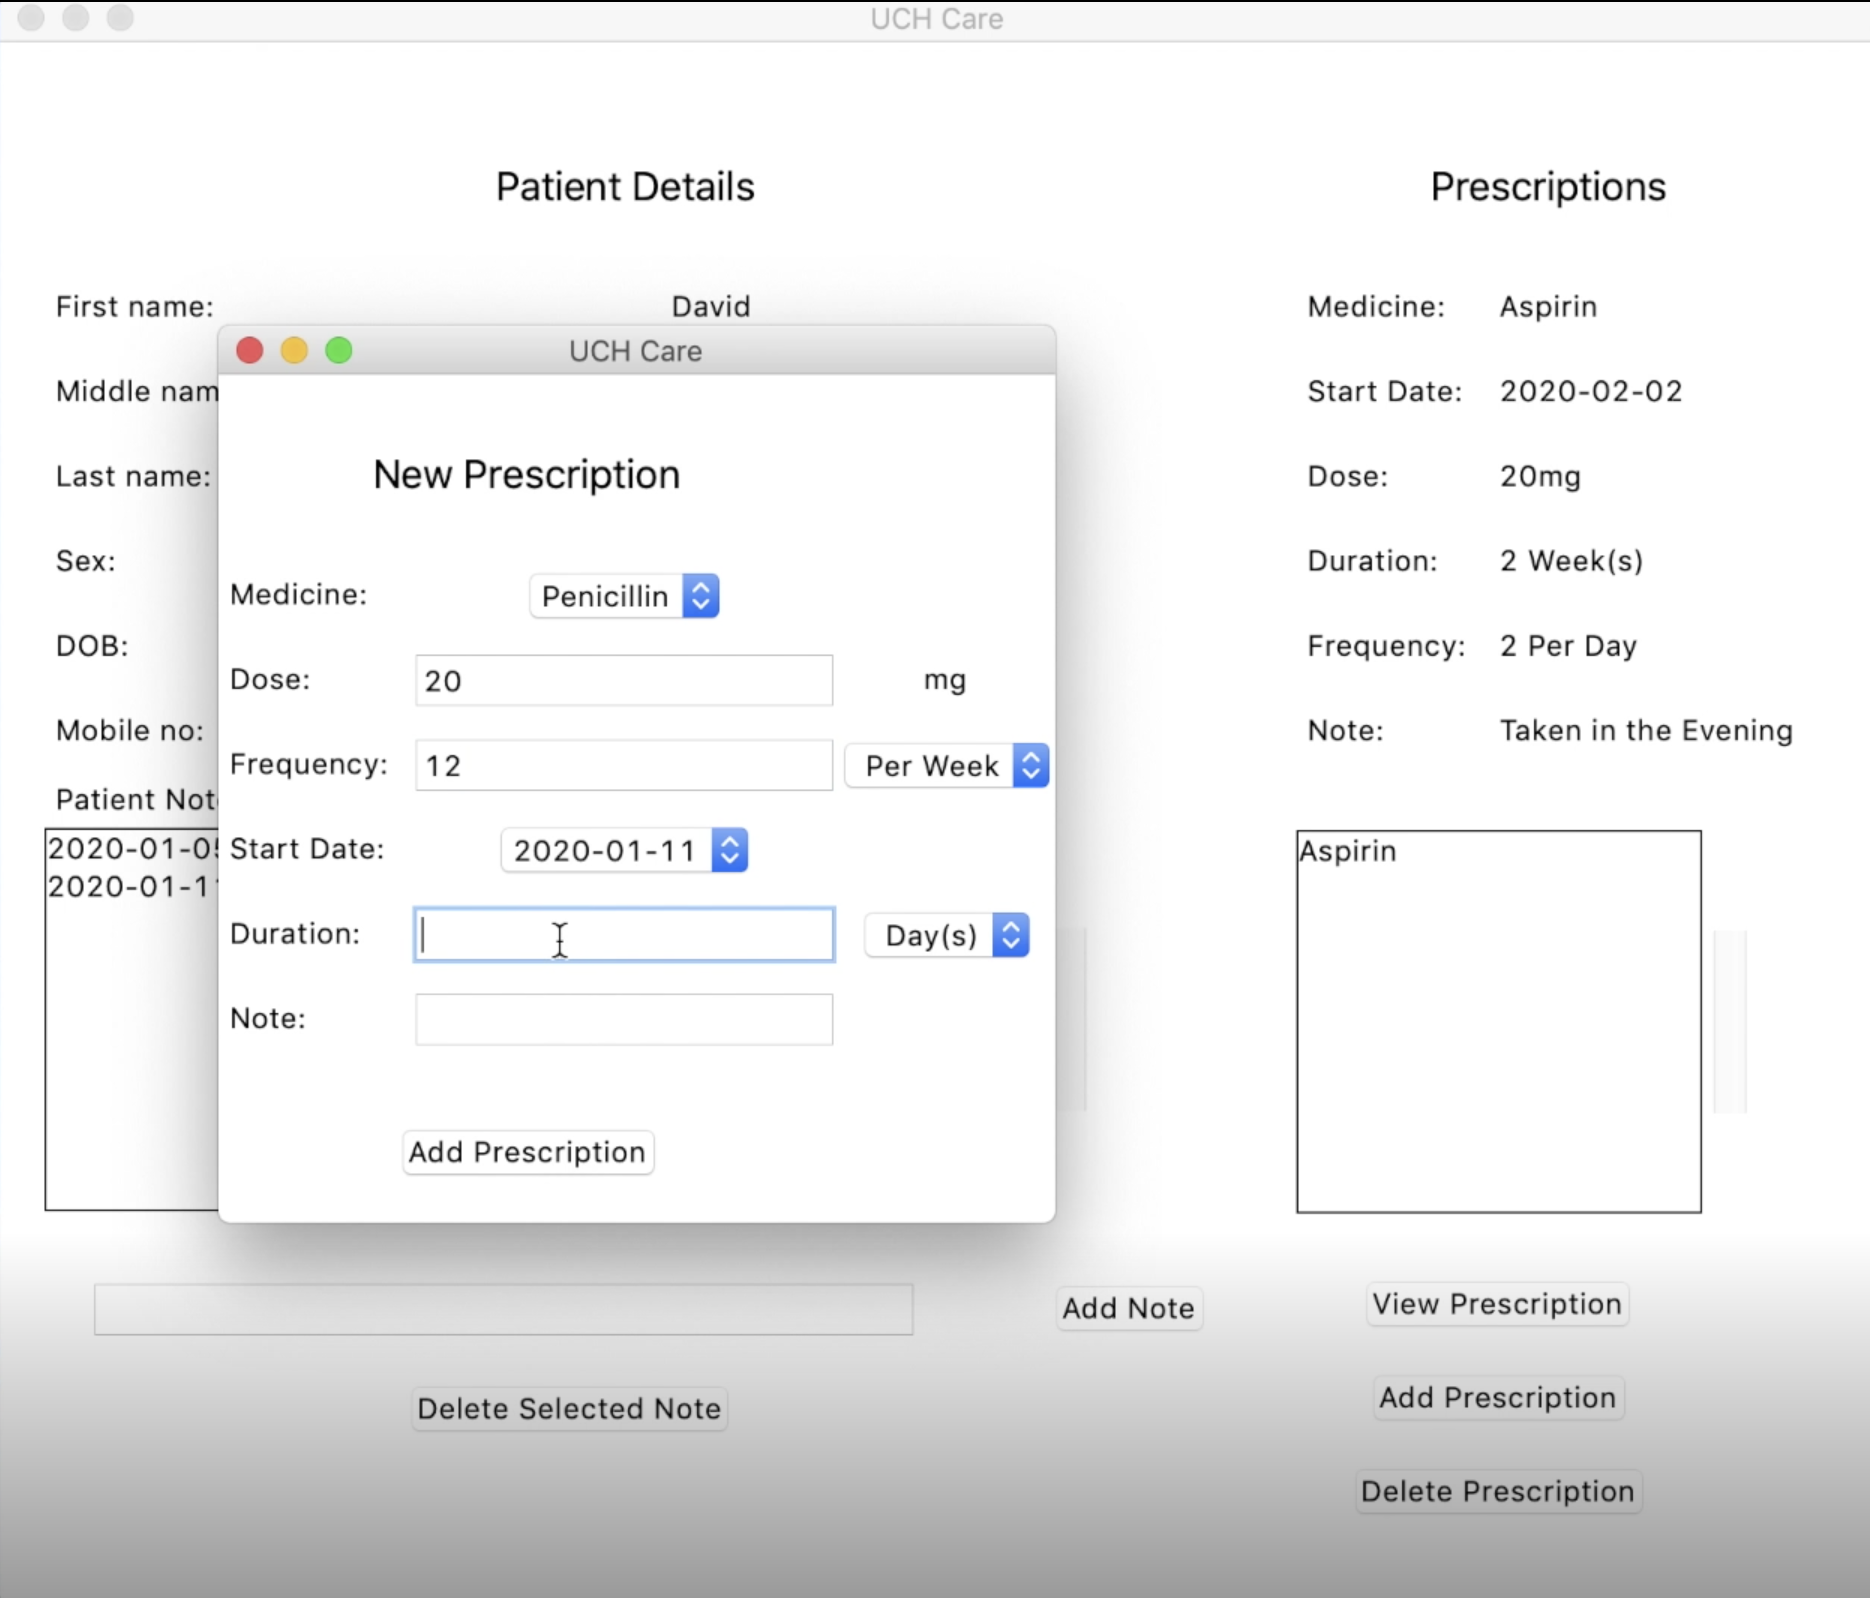 UCH Care
Patient Details
First name: David
Middle nam
Last name:
Sex:
DOB:
Mobile no:
Patient Not
2020-01-0
2020-01-1
UCH Care
New Prescription
Medicine: Penicillin
Dose: 20 mg
Frequency: 12 Per Week
Start Date: 2020-01-11
Duration: Day(s)
Note:
Add Prescription
Add Note
Delete Selected Note
Prescriptions
Medicine: Aspirin
Start Date: 2020-02-02
Dose: 20mg
Duration: 2 Week(s)
Frequency: 2 Per Day
Note: Taken in the Evening
Aspirin
View Prescription
Add Prescription
Delete Prescription